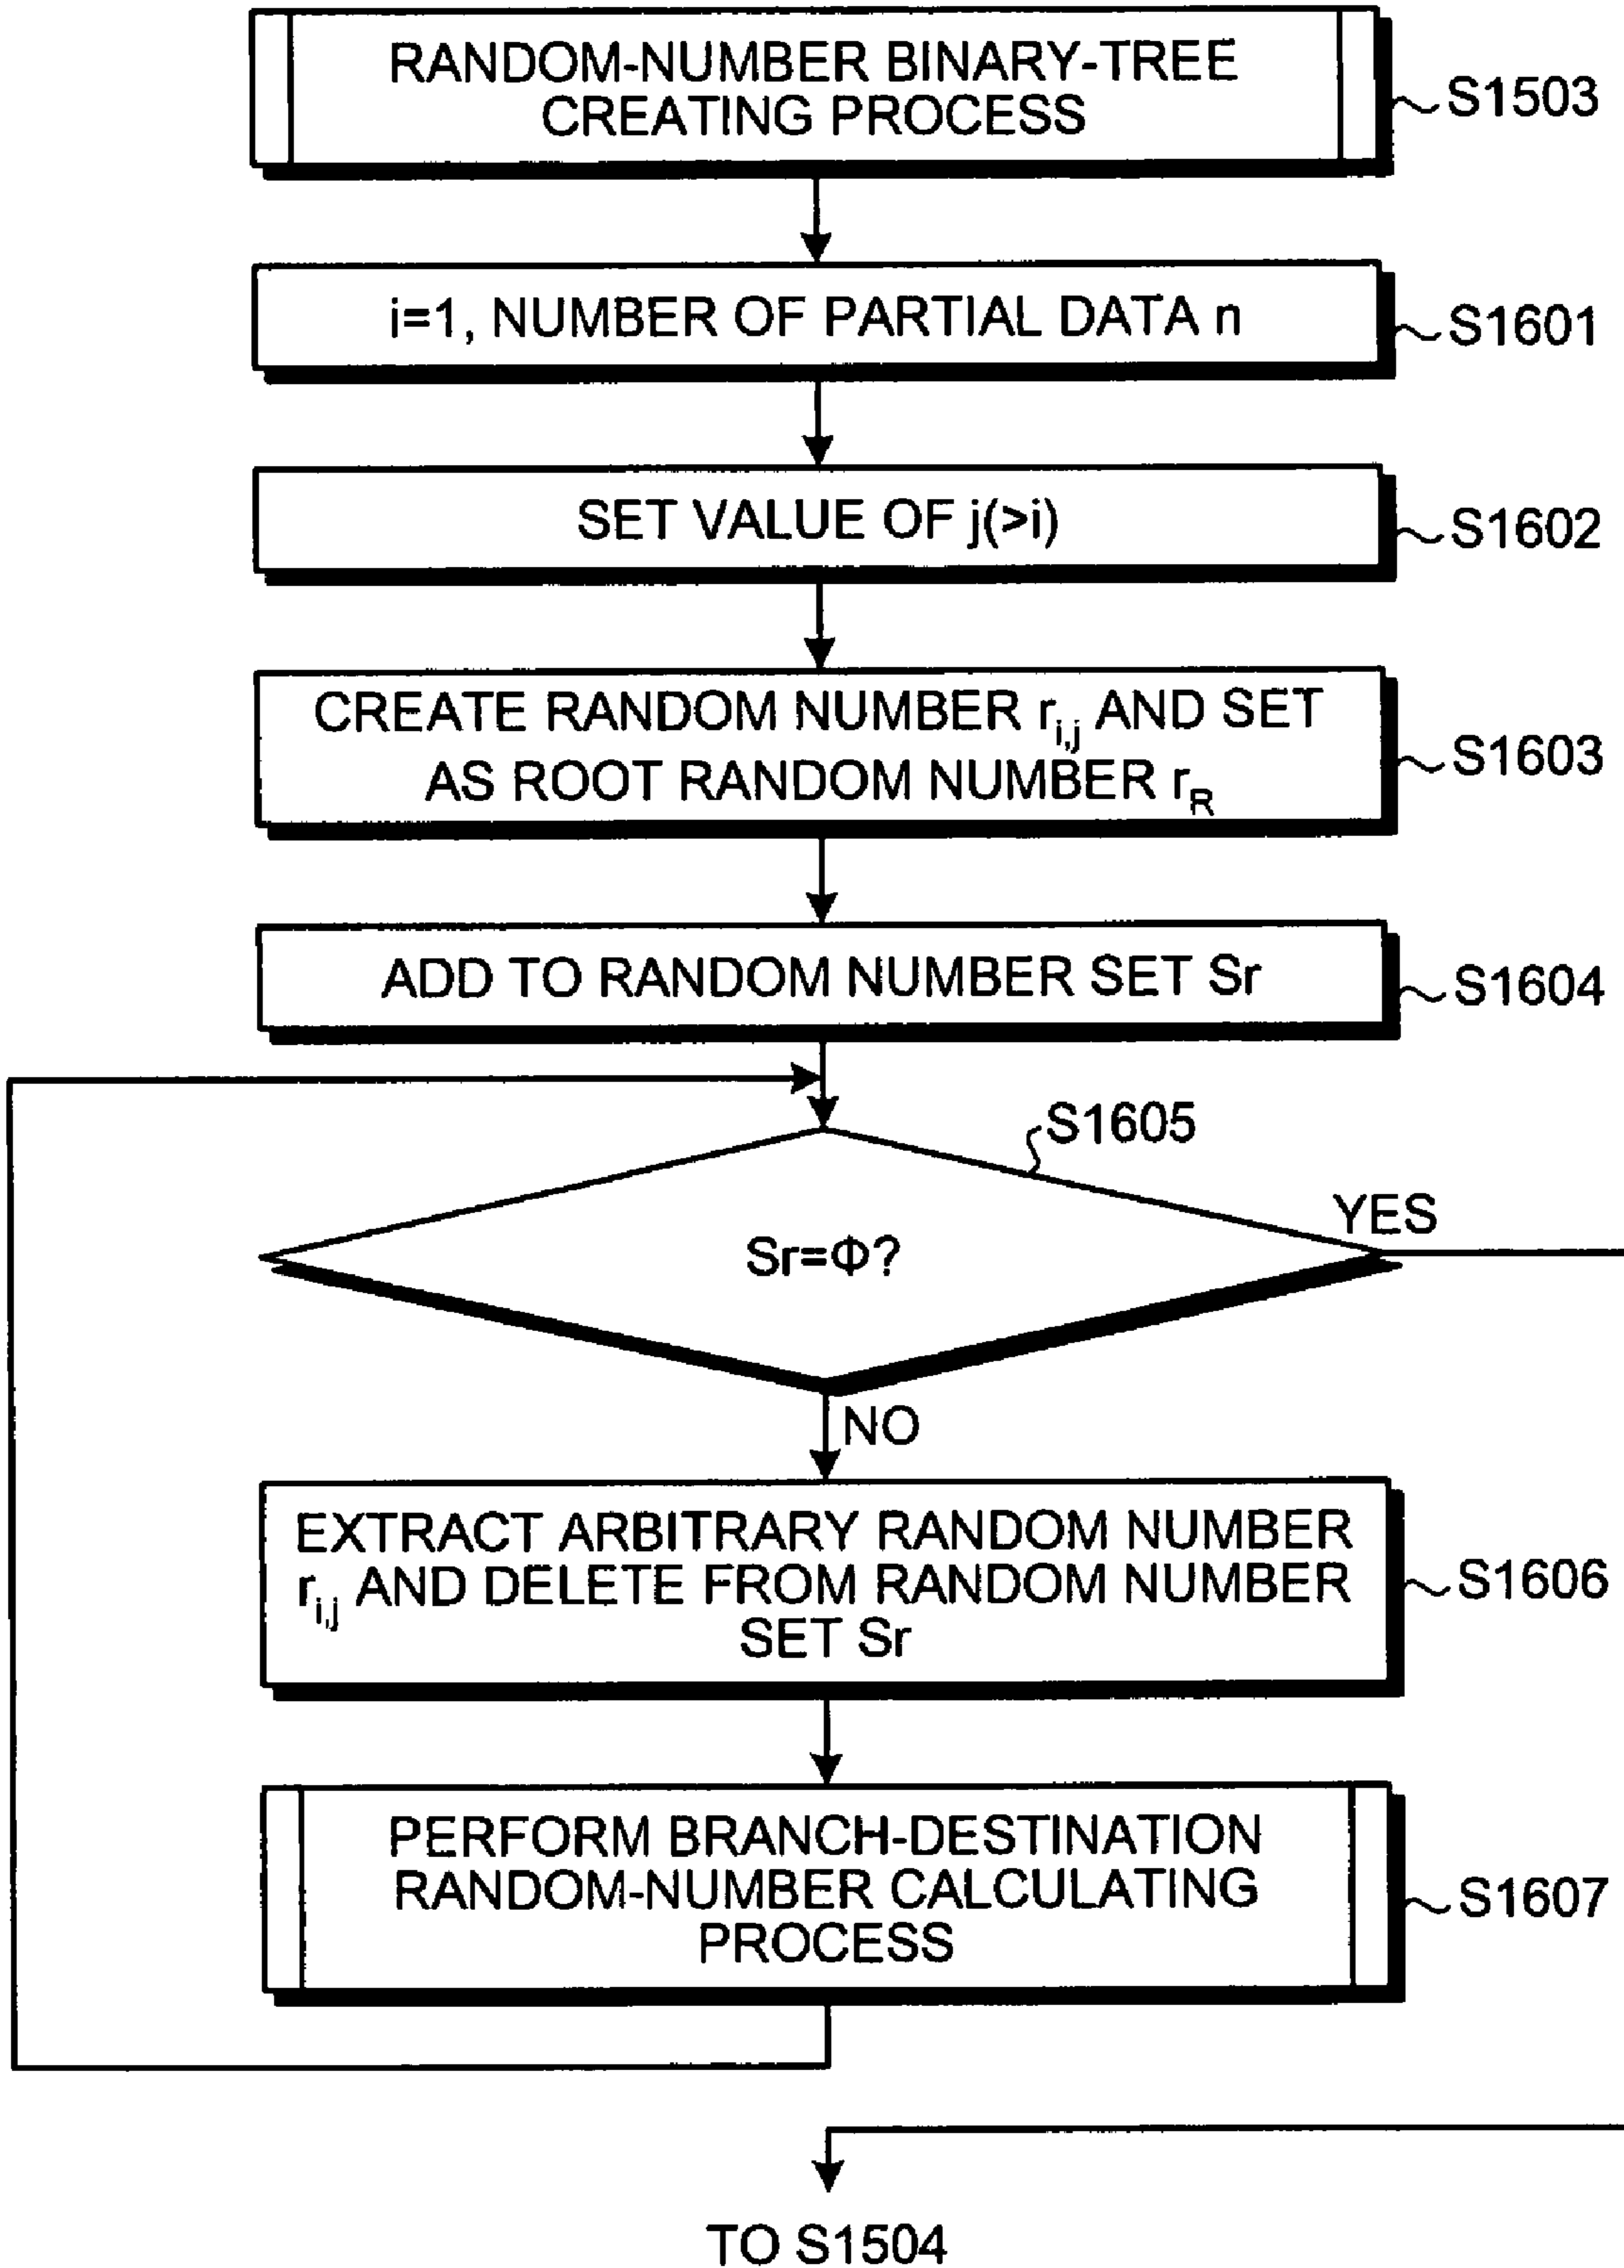 RANDOM-NUMBER BINARY-TREE
CREATING PROCESS
S1503
i=1, NUMBER OF PARTIAL DATA n
S1601
SET VALUE OF j(>i)
S1602
CREATE RANDOM NUMBER ri,j AND SET
AS ROOT RANDOM NUMBER rR
S1603
ADD TO RANDOM NUMBER SET Sr
S1604
S1605
YES
Sr=Φ?
NO
EXTRACT ARBITRARY RANDOM NUMBER
ri,j AND DELETE FROM RANDOM NUMBER
SET Sr
S1606
PERFORM BRANCH-DESTINATION
RANDOM-NUMBER CALCULATING
PROCESS
S1607
TO S1504